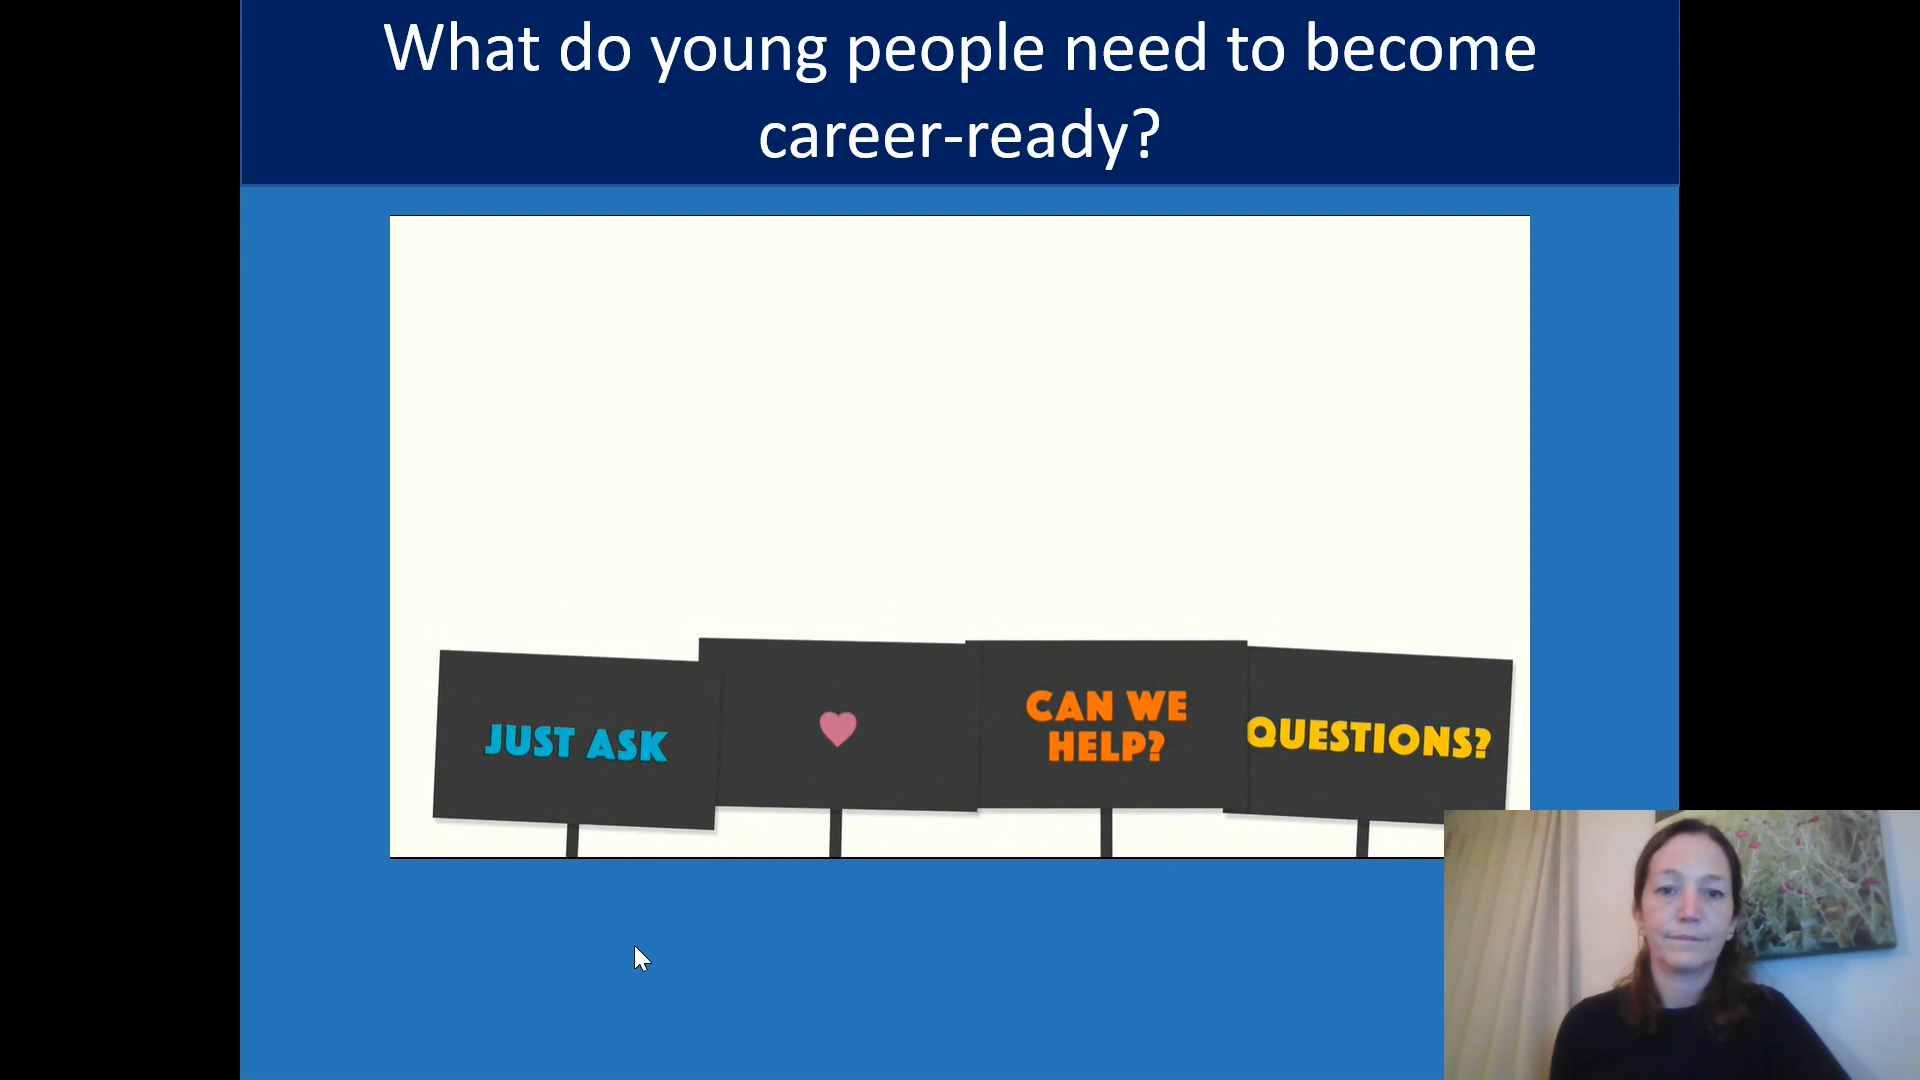 What do young people need to become
career-ready?
JUST ASK
CAN WE
HELP?
QUESTIONS?